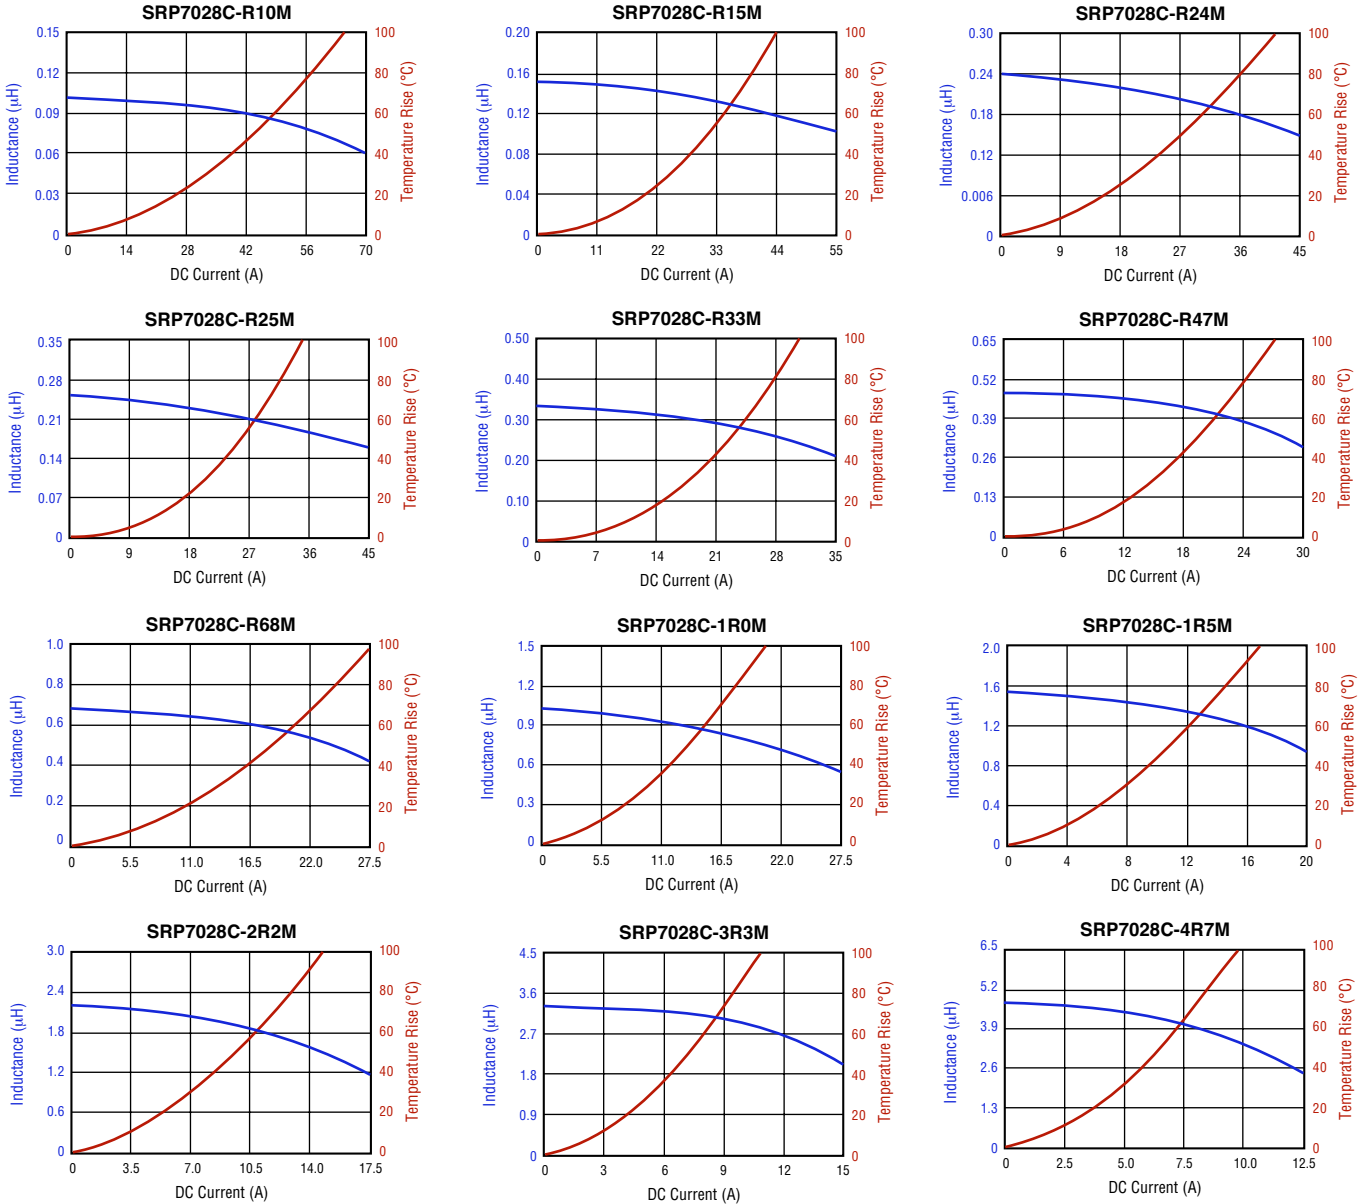 SRP7028C-R10M
0.15
0.12
0.09
0.06
0.03
0
100
80
60
40
20
0
0 14 28 42 56 70
Inductance (µH)
Temperature Rise (°C)
DC Current (A)
SRP7028C-R15M
0.20
0.16
0.12
0.08
0.04
0
100
80
60
40
20
0
0 11 22 33 44 55
Inductance (µH)
Temperature Rise (°C)
DC Current (A)
SRP7028C-R24M
0.30
0.24
0.18
0.12
0.006
0
100
80
60
40
20
0
0 9 18 27 36 45
Inductance (µH)
Temperature Rise (°C)
DC Current (A)
SRP7028C-R25M
0.35
0.28
0.21
0.14
0.07
0
100
80
60
40
20
0
0 9 18 27 36 45
Inductance (µH)
Temperature Rise (°C)
DC Current (A)
SRP7028C-R33M
0.50
0.40
0.30
0.20
0.10
0
100
80
60
40
20
0
0 7 14 21 28 35
Inductance (µH)
Temperature Rise (°C)
DC Current (A)
SRP7028C-R47M
0.65
0.52
0.39
0.26
0.13
0
100
80
60
40
20
0
0 6 12 18 24 30
Inductance (µH)
Temperature Rise (°C)
DC Current (A)
SRP7028C-R68M
1.0
0.8
0.6
0.4
0.2
0
100
80
60
40
20
0
0 5.5 11.0 16.5 22.0 27.5
Inductance (µH)
Temperature Rise (°C)
DC Current (A)
SRP7028C-1R0M
1.5
1.2
0.9
0.6
0.3
0
100
80
60
40
20
0
0 5.5 11.0 16.5 22.0 27.5
Inductance (µH)
Temperature Rise (°C)
DC Current (A)
SRP7028C-1R5M
2.0
1.6
1.2
0.8
0.4
0
100
80
60
40
20
0
0 4 8 12 16 20
Inductance (µH)
Temperature Rise (°C)
DC Current (A)
SRP7028C-2R2M
3.0
2.4
1.8
1.2
0.6
0
100
80
60
40
20
0
0 3.5 7.0 10.5 14.0 17.5
Inductance (µH)
Temperature Rise (°C)
DC Current (A)
SRP7028C-3R3M
4.5
3.6
2.7
1.8
0.9
0
100
80
60
40
20
0
0 3 6 9 12 15
Inductance (µH)
Temperature Rise (°C)
DC Current (A)
SRP7028C-4R7M
6.5
5.2
3.9
2.6
1.3
0
100
80
60
40
20
0
0 2.5 5.0 7.5 10.0 12.5
Inductance (µH)
Temperature Rise (°C)
DC Current (A)